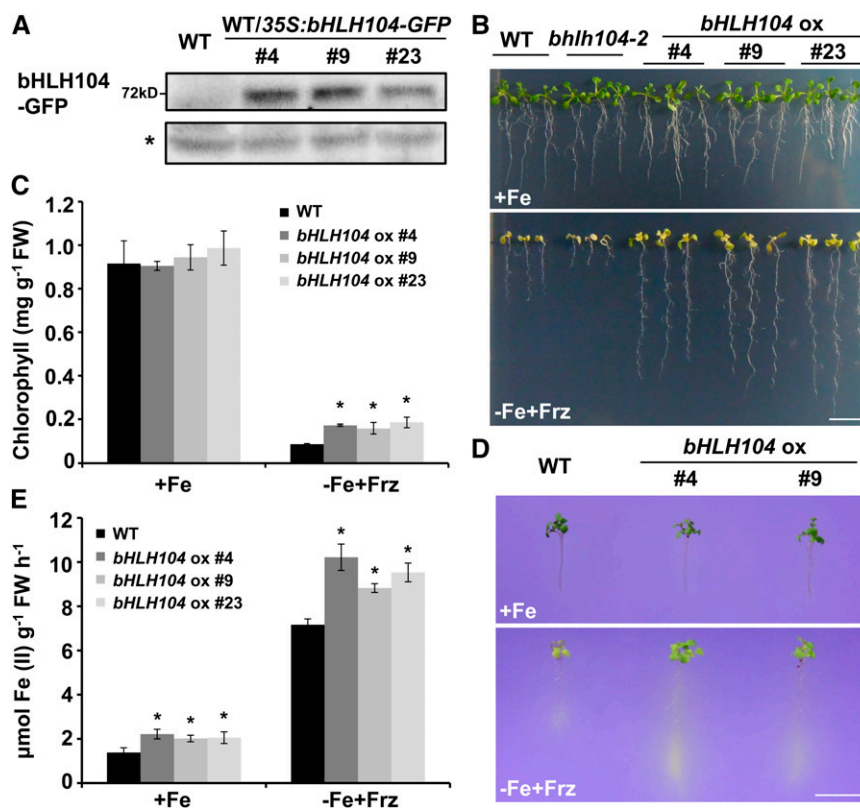 A
WT
WT/35S:bHLH104-GFP
#4 #9 #23
bHLH104
-GFP
72kD
*
B
WT bhlh104-2 bHLH104 ox
#4 #9 #23
+Fe
-Fe+Frz
C
Chlorophyll (mg g-1 FW)
1.2
1.0
0.8
0.6
0.4
0.2
0
WT
bHLH104 ox #4
bHLH104 ox #9
bHLH104 ox #23
* * *
+Fe -Fe+Frz
D
WT bHLH104 ox
#4 #9
+Fe
-Fe+Frz
E
μmol Fe (II) g-1 FW h-1
12
10
8
6
4
2
0
WT
bHLH104 ox #4
bHLH104 ox #9
bHLH104 ox #23
* * *
* * *
+Fe -Fe+Frz